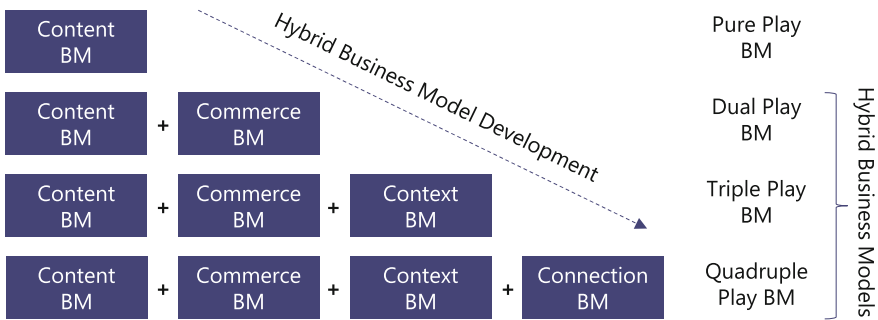 Content
BM
Pure Play
BM
Hybrid Business Model Development
Content
BM
+
Commerce
BM
Dual Play
BM
Content
BM
+
Commerce
BM
+
Context
BM
Triple Play
BM
Content
BM
+
Commerce
BM
+
Context
BM
+
Connection
BM
Quadruple
Play BM
Hybrid Business Models